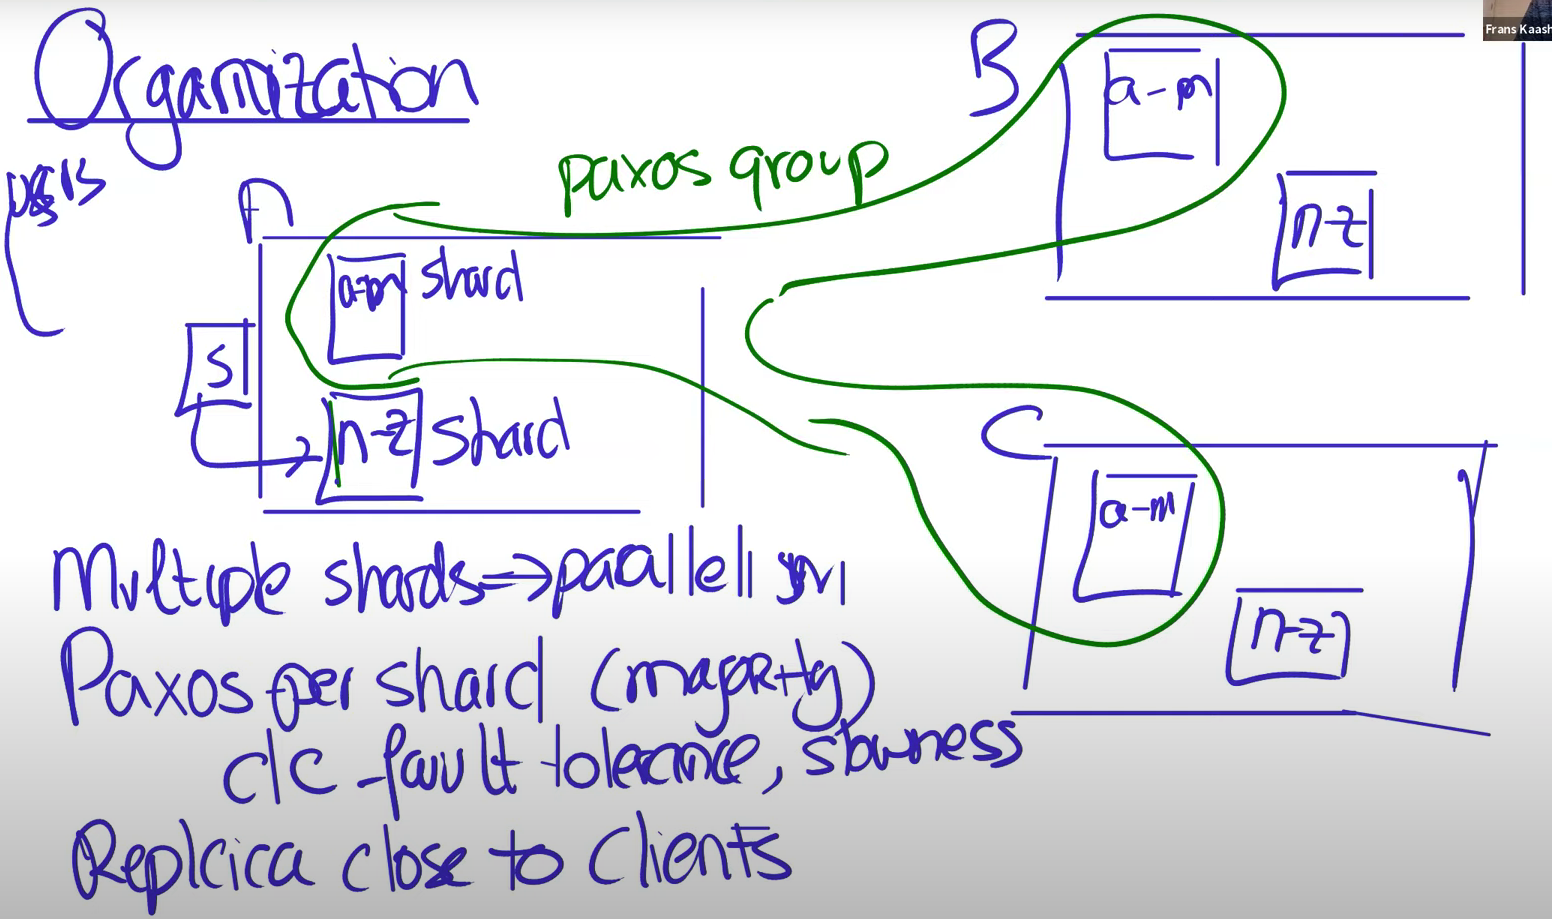 Organization
users
paxos group
A
a-m shard
S
n-z shard
B
a-m
n-z
C
a-m
n-z
Multiple shards => parallelism
Paxos per shard (majority)
d/c fault tolerance, slowness
Replcica close to clients
Frans Kaash